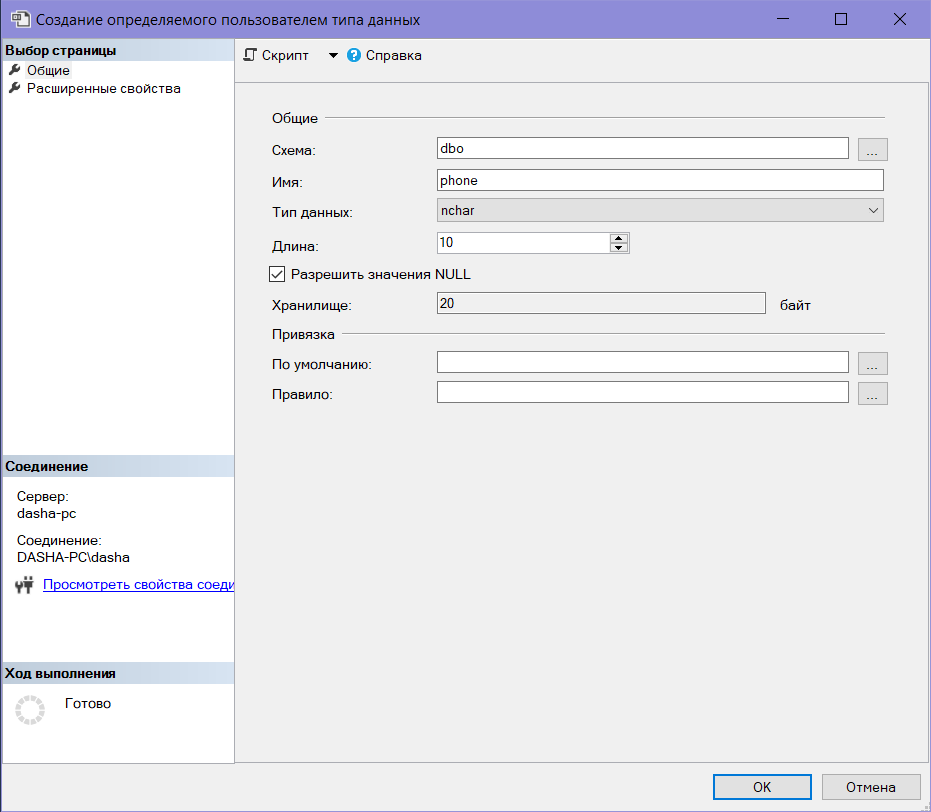 Создание определяемого пользователем типа данных
Выбор страницы
Общие
Расширенные свойства
Скрипт
Справка
Общие
Схема:
dbo
...
Имя:
phone
Тип данных:
nchar
Длина:
10
Разрешить значения NULL
Хранилище:
20
байт
Привязка
По умолчанию:
...
Правило:
...
Соединение
Сервер:
dasha-pc
Соединение:
DASHA-PC\dasha
Просмотреть свойства соеди
Ход выполнения
Готово
OK
Отмена